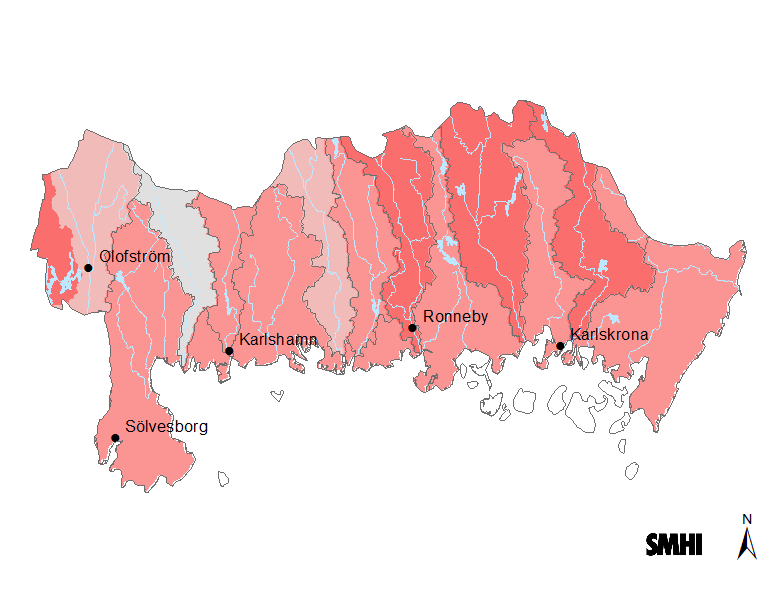 Olofström
Ronneby
Karlskrona
Karlshamn
Sölvesborg
N
SMHI